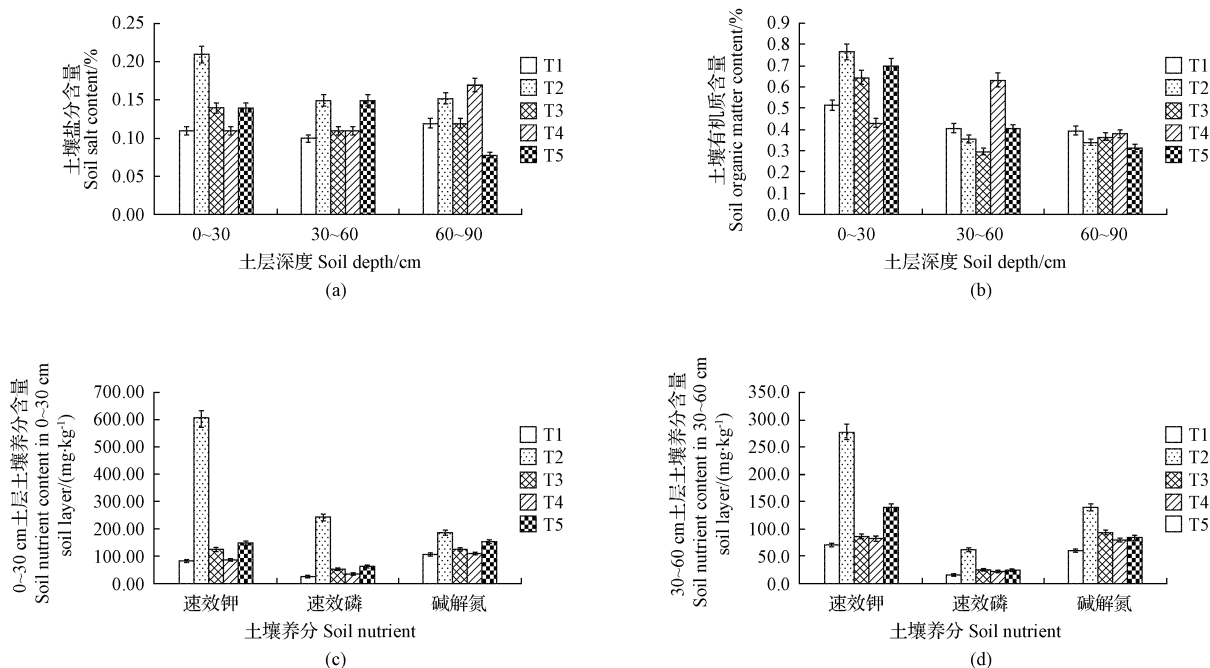 土壤盐分含量
Soil salt content/%
0.25
0.20
0.15
0.10
0.05
0.00
0~30
30~60
60~90
土层深度 Soil depth/cm
(a)
T1
T2
T3
T4
T5
土壤有机质含量
Soil organic matter content/%
0.9
0.8
0.7
0.6
0.5
0.4
0.3
0.2
0.1
0.0
0~30
30~60
60~90
土层深度 Soil depth/cm
(b)
T1
T2
T3
T4
T5
0~30 cm土层土壤养分含量
Soil nutrient content in 0~30 cm
soil layer/(mg·kg-1)
700.00
600.00
500.00
400.00
300.00
200.00
100.00
0.00
速效钾
速效磷
碱解氮
土壤养分 Soil nutrient
(c)
T1
T2
T3
T4
T5
30~60 cm土层土壤养分含量
Soil nutrient content in 30~60 cm
soil layer/(mg·kg-1)
350.0
300.0
250.0
200.0
150.0
100.0
50.0
0.0
速效钾
速效磷
碱解氮
土壤养分 Soil nutrient
(d)
T1
T2
T3
T4
T5